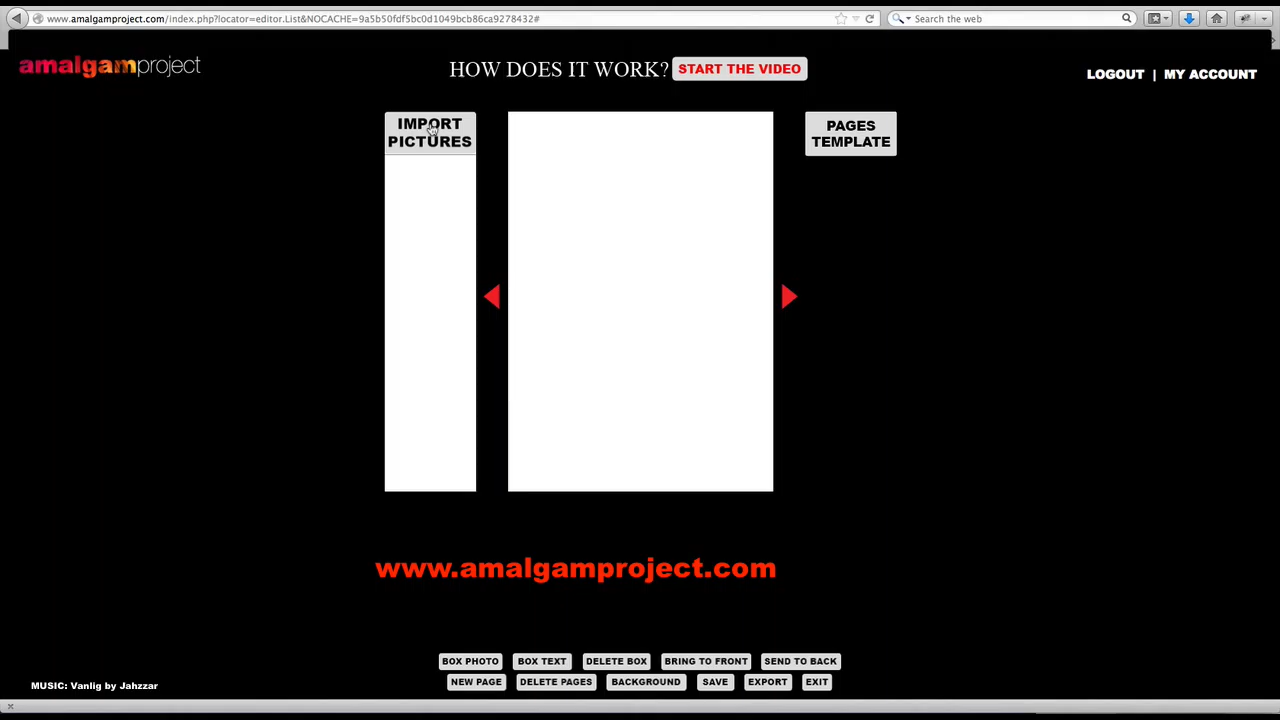 www.amalgamproject.com/index.php?locator=editor.List&NOCACHE=9a5b50fdf5bc0d1049bcb86ca9278432#
Search the web
amalgamproject
HOW DOES IT WORK? START THE VIDEO
LOGOUT | MY ACCOUNT
IMPORT
PICTURES
PAGES
TEMPLATE
www.amalgamproject.com
BOX PHOTO BOX TEXT DELETE BOX BRING TO FRONT SEND TO BACK
NEW PAGE DELETE PAGES BACKGROUND SAVE EXPORT EXIT
MUSIC: Vanlig by Jahzzar